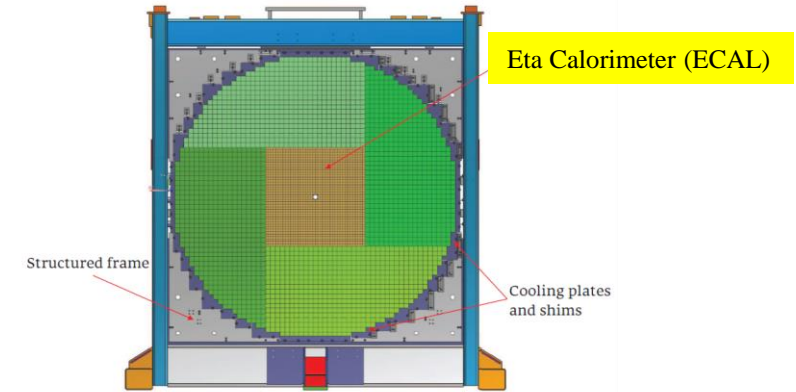 Eta Calorimeter (ECAL)
Structured frame
Cooling plates
and shims